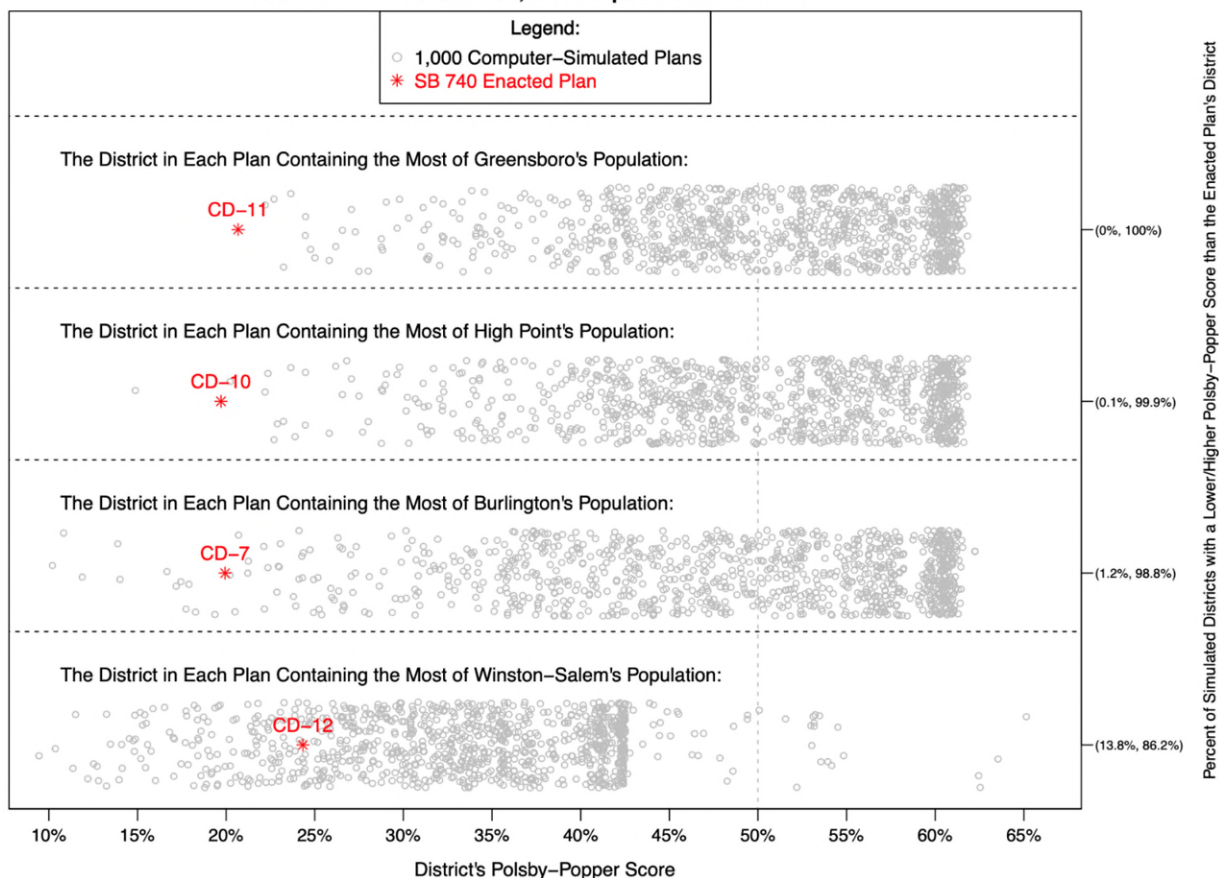 Legend:
1,000 Computer−Simulated Plans
SB 740 Enacted Plan
The District in Each Plan Containing the Most of Greensboro's Population:
CD−11
(0%, 100%)
The District in Each Plan Containing the Most of High Point's Population:
CD−10
(0.1%, 99.9%)
The District in Each Plan Containing the Most of Burlington's Population:
CD−7
(1.2%, 98.8%)
The District in Each Plan Containing the Most of Winston−Salem's Population:
CD−12
(13.8%, 86.2%)
10% 15% 20% 25% 30% 35% 40% 45% 50% 55% 60% 65%
District's Polsby−Popper Score
Percent of Simulated Districts with a Lower/Higher Polsby−Popper Score than the Enacted Plan's District